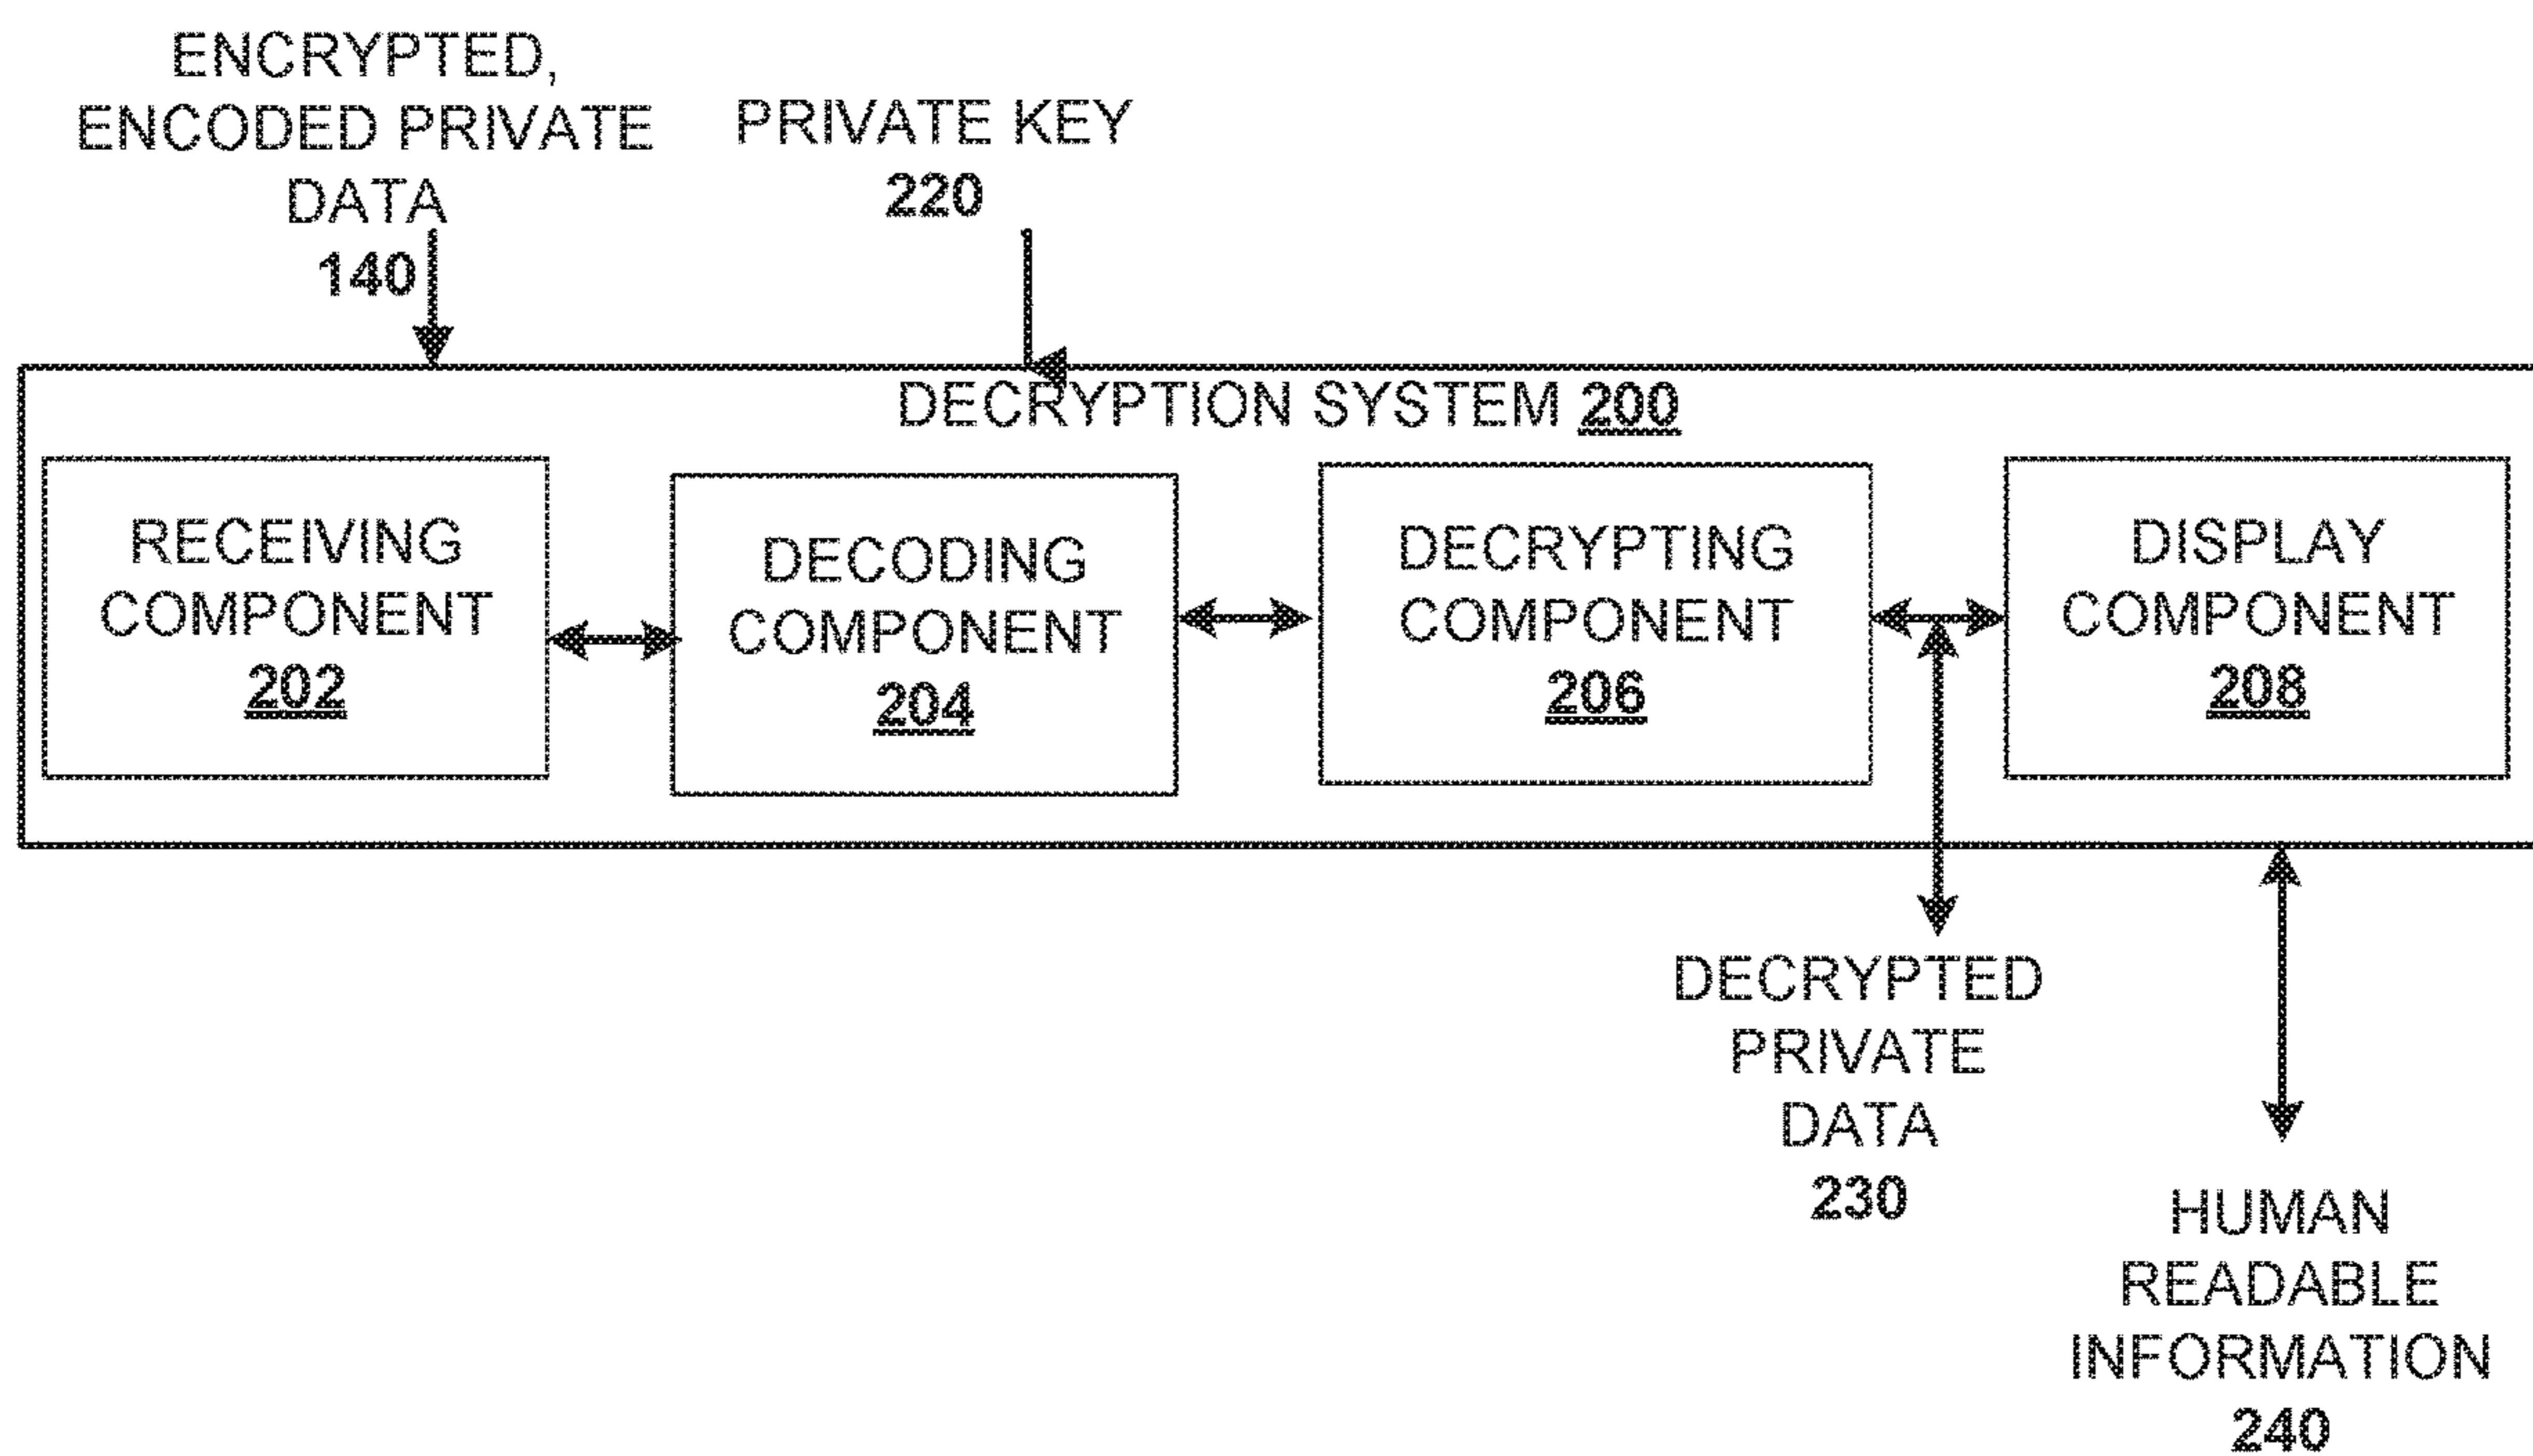 ENCRYPTED,
ENCODED PRIVATE
DATA
140
PRIVATE KEY
220
DECRYPTION SYSTEM 200
RECEIVING
COMPONENT
202
DECODING
COMPONENT
204
DECRYPTING
COMPONENT
206
DISPLAY
COMPONENT
208
DECRYPTED
PRIVATE
DATA
230
HUMAN
READABLE
INFORMATION
240